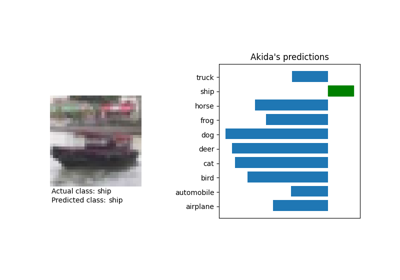 Akida's predictions
truck
ship
horse
frog
dog
deer
cat
bird
automobile
airplane
Actual class: ship
Predicted class: ship